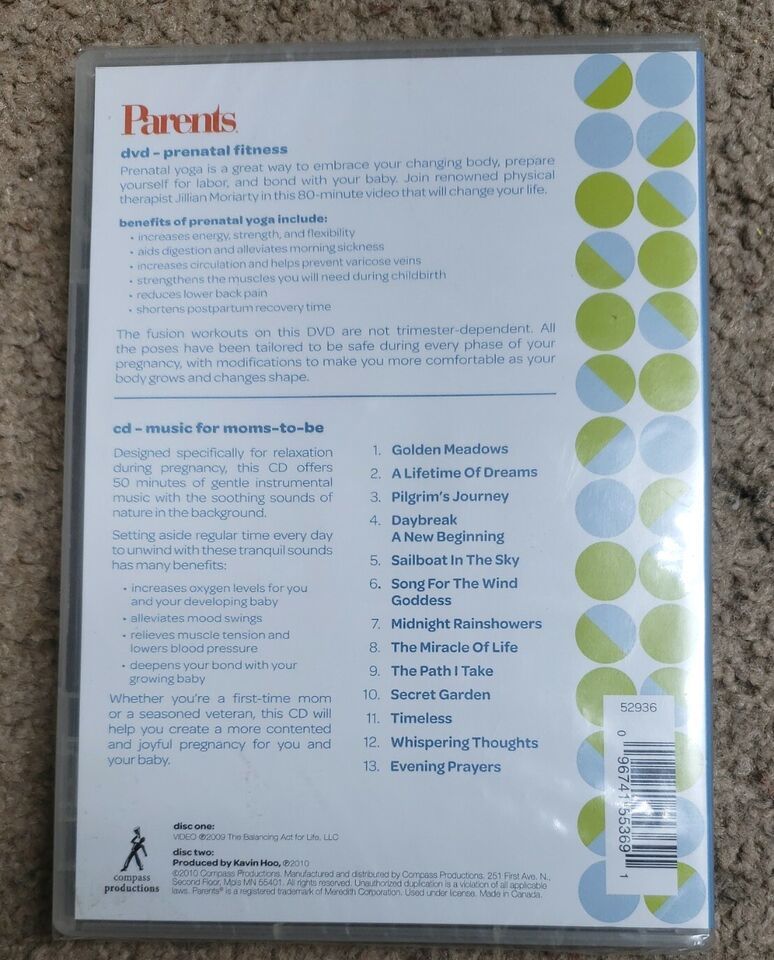 Parents
dvd - prenatal fitness
Prenatal yoga is a great way to embrace your changing body, prepare
yourself for labor, and bond with your baby. Join renowned physical
therapist Jillian Moriarty in this 80-minute video that will change your life.
benefits of prenatal yoga include:
• increases energy, strength, and flexibility
• aids digestion and alleviates morning sickness
• increases circulation and helps prevent varicose veins
• strengthens the muscles you will need during childbirth
• reduces lower back pain
• shortens postpartum recovery time
The fusion workouts on this DVD are not trimester-dependent. All
the poses have been tailored to be safe during every phase of your
pregnancy, with modifications to make you more comfortable as your
body grows and changes shape.
cd - music for moms-to-be
Designed specifically for relaxation
during pregnancy, this CD offers
50 minutes of gentle instrumental
music with the soothing sounds of
nature in the background.
Setting aside regular time every day
to unwind with these tranquil sounds
has many benefits:
• increases oxygen levels for you
and your developing baby
• alleviates mood swings
• relieves muscle tension and
lowers blood pressure
• deepens your bond with your
growing baby
Whether you're a first-time mom
or a seasoned veteran, this CD will
help you create a more contented
and joyful pregnancy for you and
your baby.
1. Golden Meadows
2. A Lifetime Of Dreams
3. Pilgrim's Journey
4. Daybreak
A New Beginning
5. Sailboat In The Sky
6. Song For The Wind
Goddess
7. Midnight Rainshowers
8. The Miracle Of Life
9. The Path I Take
10. Secret Garden
11. Timeless
12. Whispering Thoughts
13. Evening Prayers
52936
0 96741 55369 1
compass
productions
disc one:
VIDEO ℗2009 The Balancing Act for Life, LLC
disc two:
Produced by Kavin Hoo, ℗2010
©2010 Compass Productions. Manufactured and distributed by Compass Productions. 251 First Ave. N.,
Second Floor, Mpls MN 55401. All rights reserved. Unauthorized duplication is a violation of all applicable
laws. Parents® is a registered trademark of Meredith Corporation. Used under license. Made in Canada.